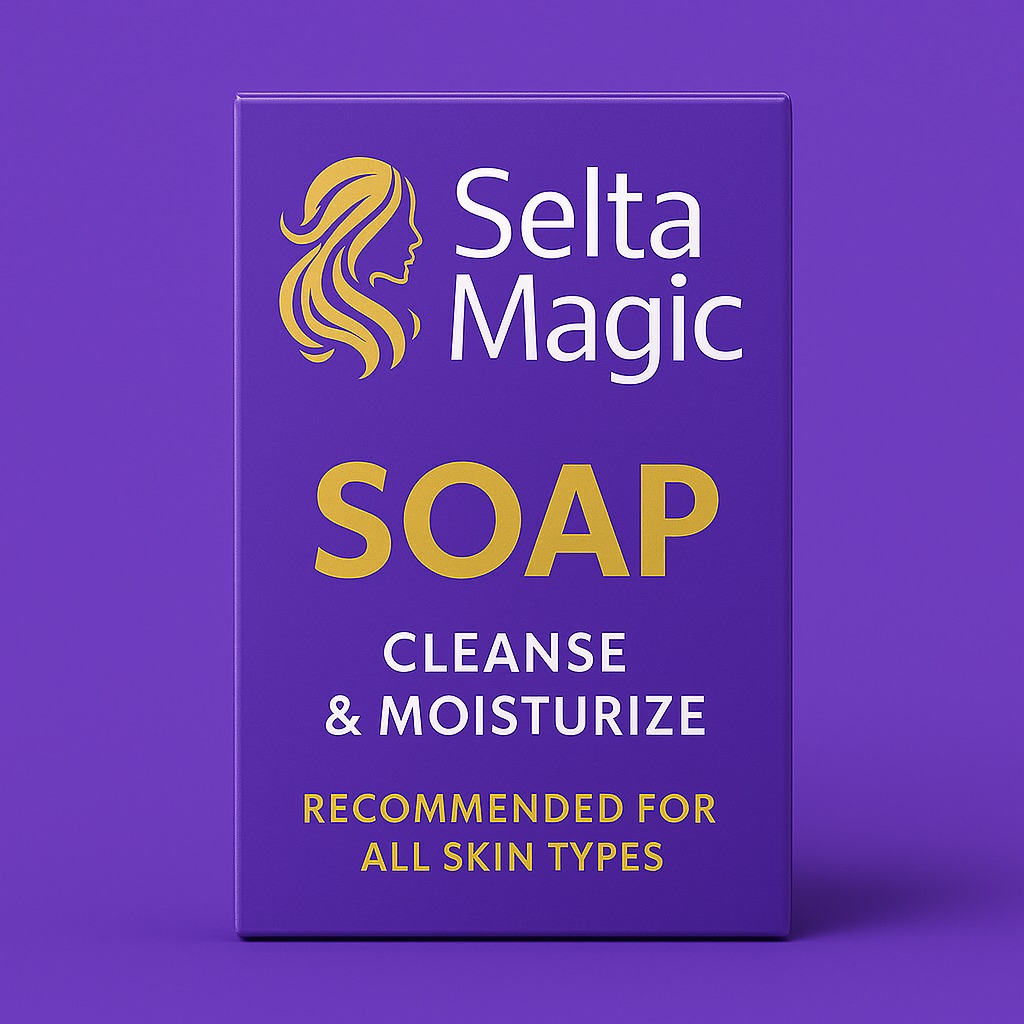 Selta
Magic
SOAP
CLEANSE
& MOISTURIZE
RECOMMENDED FOR
ALL SKIN TYPES